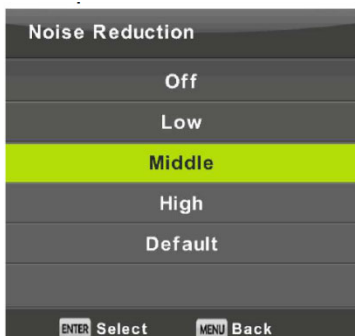 Noise Reduction
Off
Low
Middle
High
Default
ENTER Select MENU Back